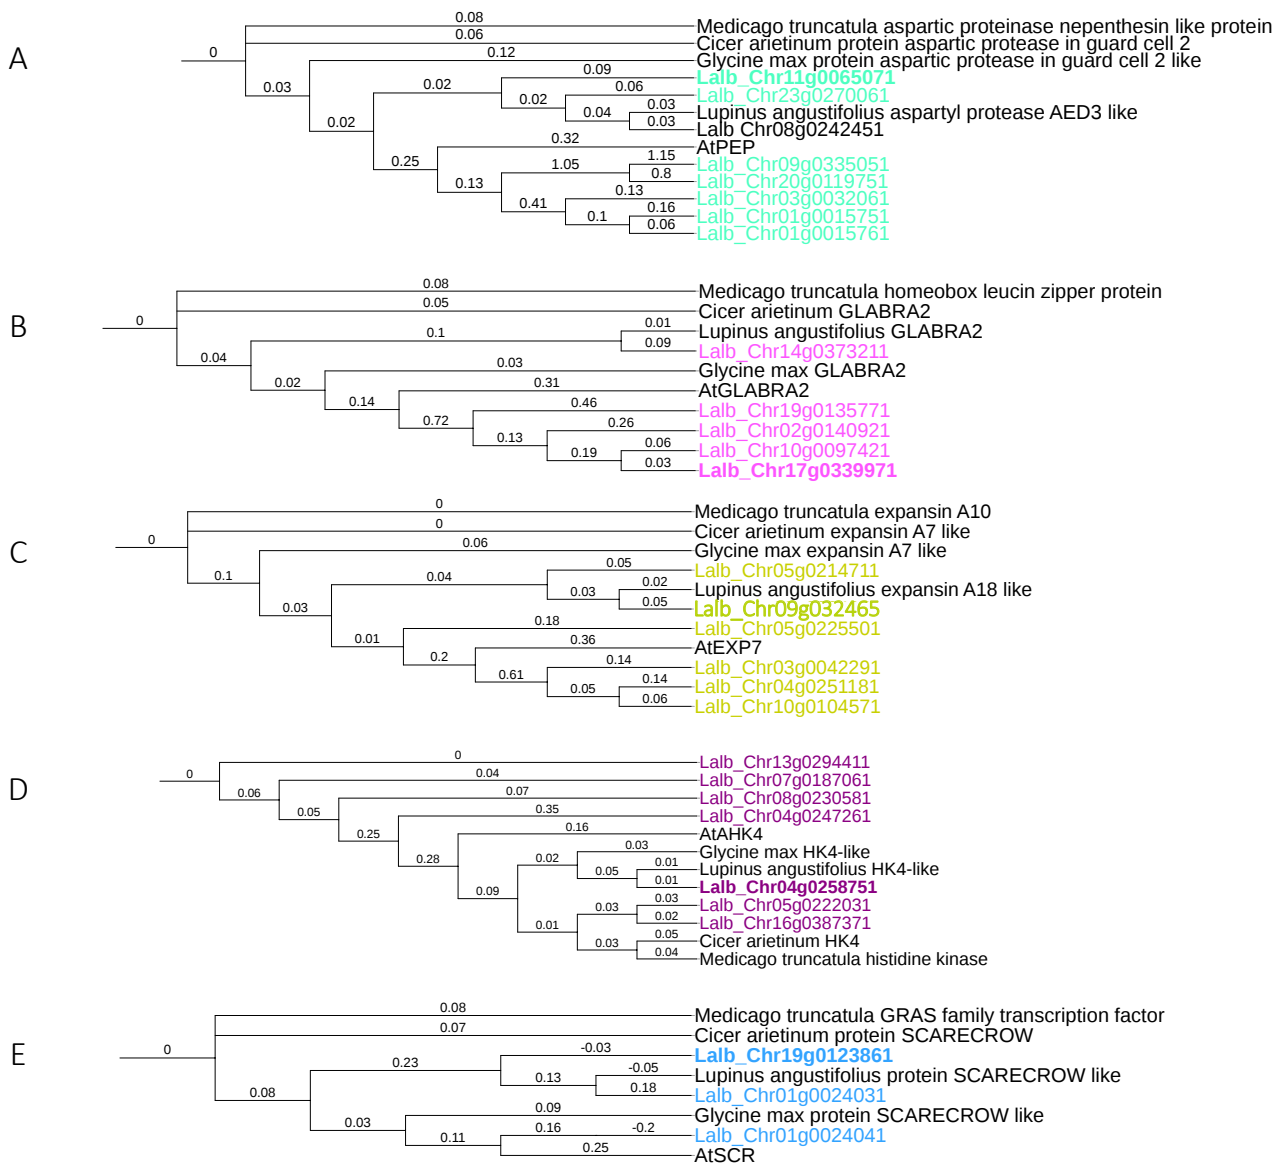 A
0
0.08
Medicago truncatula aspartic proteinase nepenthesin like protein
0.06
Cicer arietinum protein aspartic protease in guard cell 2
0.12
Glycine max protein aspartic protease in guard cell 2 like
0.03
0.09
Lalb_Chr11g0065071
0.02
0.06
Lalb_Chr23g0270061
0.02
0.03
Lupinus angustifolius aspartyl protease AED3 like
0.04
0.03
Lalb Chr08g0242451
0.02
0.32
AtPEP
0.25
1.15
Lalb_Chr09g0335051
1.05
0.8
Lalb_Chr20g0119751
0.13
0.13
Lalb_Chr03g0032061
0.41
0.16
Lalb_Chr01g0015751
0.1
0.06
Lalb_Chr01g0015761
B
0
0.08
Medicago truncatula homeobox leucin zipper protein
0.05
Cicer arietinum GLABRA2
0.01
Lupinus angustifolius GLABRA2
0.1
0.09
Lalb_Chr14g0373211
0.04
0.03
Glycine max GLABRA2
0.02
0.31
AtGLABRA2
0.14
0.46
Lalb_Chr19g0135771
0.72
0.26
Lalb_Chr02g0140921
0.13
0.06
Lalb_Chr10g0097421
0.19
0.03
Lalb_Chr17g0339971
C
0
0
Medicago truncatula expansin A10
0
Cicer arietinum expansin A7 like
0.06
Glycine max expansin A7 like
0.1
0.05
Lalb_Chr05g0214711
0.04
0.02
Lupinus angustifolius expansin A18 like
0.03
0.05
Lalb_Chr09g032465
0.03
0.18
Lalb_Chr05g0225501
0.01
0.36
AtEXP7
0.2
0.14
Lalb_Chr03g0042291
0.61
0.14
Lalb_Chr04g0251181
0.05
0.06
Lalb_Chr10g0104571
D
0
0
Lalb_Chr13g0294411
0.06
0.04
Lalb_Chr07g0187061
0.05
0.07
Lalb_Chr08g0230581
0.25
0.35
Lalb_Chr04g0247261
0.28
0.16
AtAHK4
0.03
Glycine max HK4-like
0.02
0.01
Lupinus angustifolius HK4-like
0.05
0.01
Lalb_Chr04g0258751
0.09
0.03
Lalb_Chr05g0222031
0.03
0.02
Lalb_Chr16g0387371
0.01
0.05
Cicer arietinum HK4
0.03
0.04
Medicago truncatula histidine kinase
E
0
0.08
Medicago truncatula GRAS family transcription factor
0.07
Cicer arietinum protein SCARECROW
-0.03
Lalb_Chr19g0123861
0.23
-0.05
Lupinus angustifolius protein SCARECROW like
0.13
0.18
Lalb_Chr01g0024031
0.08
0.09
Glycine max protein SCARECROW like
0.03
0.16
-0.2
Lalb_Chr01g0024041
0.11
0.25
AtSCR